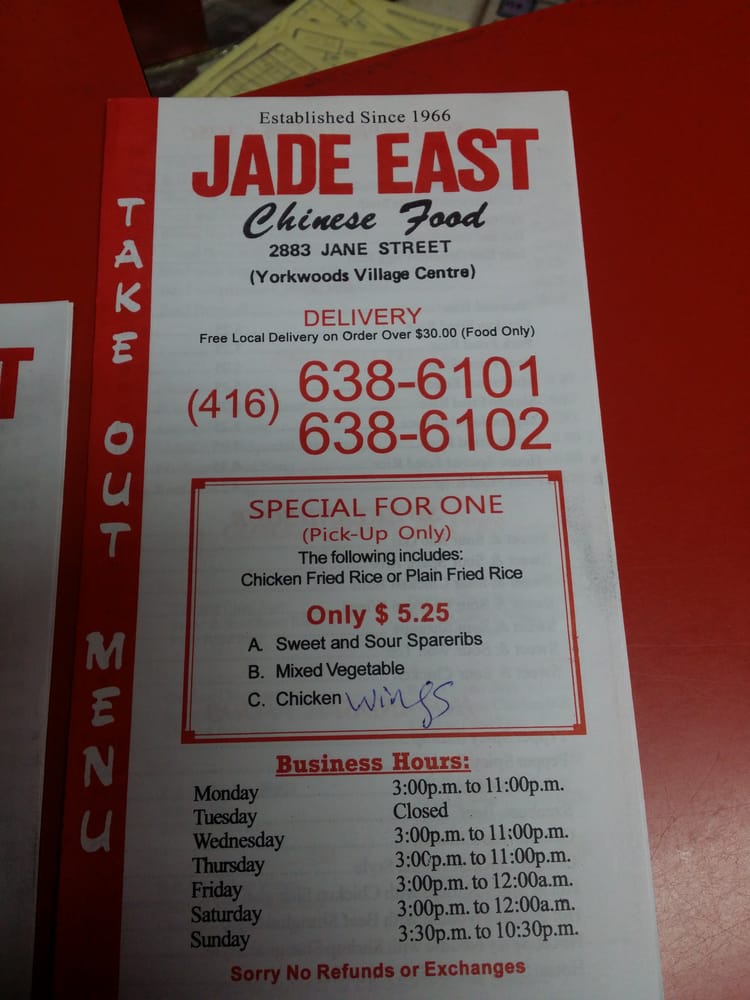 Established Since 1966
JADE EAST
Chinese Food
2883 JANE STREET
(Yorkwoods Village Centre)
TAKE OUT MENU
DELIVERY
Free Local Delivery on Order Over $30.00 (Food Only)
(416) 638-6101
638-6102
SPECIAL FOR ONE
(Pick-Up Only)
The following includes:
Chicken Fried Rice or Plain Fried Rice
Only $ 5.25
A. Sweet and Sour Spareribs
B. Mixed Vegetable
C. Chicken wings
Business Hours:
Monday 3:00p.m. to 11:00p.m.
Tuesday Closed
Wednesday 3:00p.m. to 11:00p.m.
Thursday 3:00p.m. to 11:00p.m.
Friday 3:00p.m. to 12:00a.m.
Saturday 3:00p.m. to 12:00a.m.
Sunday 3:30p.m. to 10:30p.m.
Sorry No Refunds or Exchanges
T